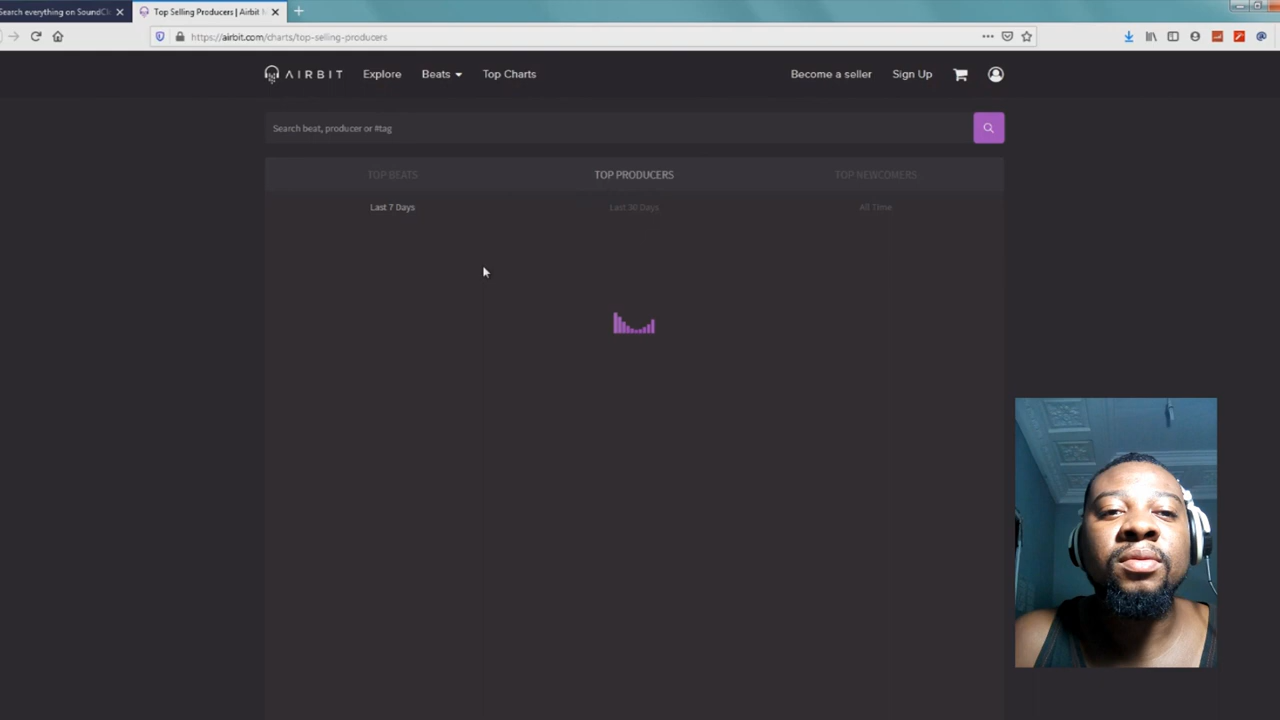 Search everything on SoundCl
Top Selling Producers | Airbit
https://airbit.com/charts/top-selling-producers
AIRBIT
Explore
Beats
Top Charts
Become a seller
Sign Up
Search beat, producer or #tag
TOP BEATS
TOP PRODUCERS
TOP NEWCOMERS
Last 7 Days
Last 30 Days
All Time